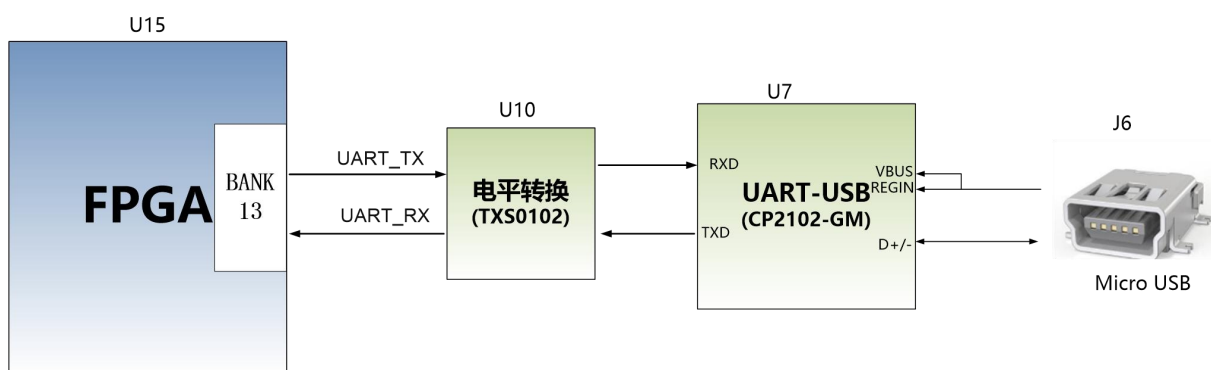 U15
FPGA
BANK
13
UART_TX
UART_RX
U10
电平转换
(TXS0102)
U7
RXD
TXD
UART-USB
(CP2102-GM)
VBUS
REGIN
D+/-
J6
Micro USB